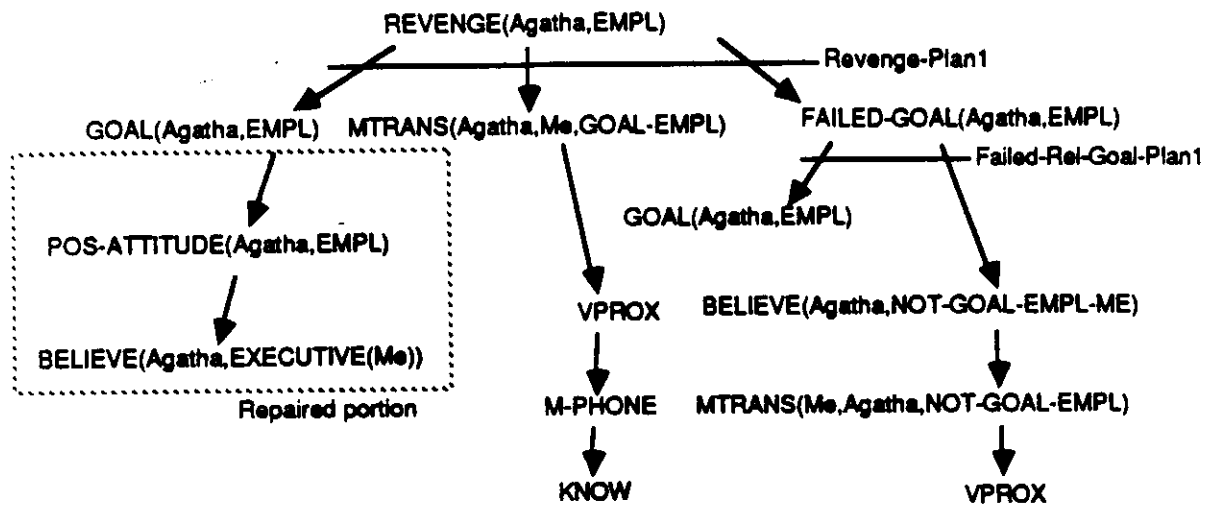 REVENGE(Agatha,EMPL)
Revenge-Plan1
GOAL(Agatha,EMPL) MTRANS(Agatha,Me,GOAL-EMPL) FAILED-GOAL(Agatha,EMPL)
Failed-Rel-Goal-Plan1
GOAL(Agatha,EMPL)
POS-ATTITUDE(Agatha,EMPL)
VPROX BELIEVE(Agatha,NOT-GOAL-EMPL-ME)
BELIEVE(Agatha,EXECUTIVE(Me))
Repaired portion M-PHONE MTRANS(Me,Agatha,NOT-GOAL-EMPL)
KNOW VPROX